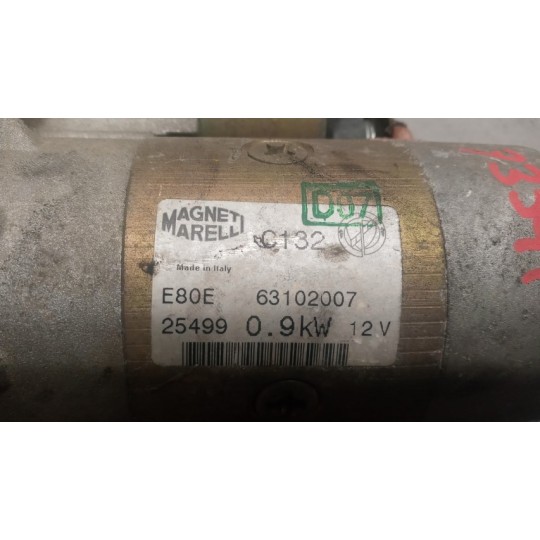 D07
MAGNETI
MARELLI C132
Made in Italy
E80E 63102007
25499 0.9kW 12V